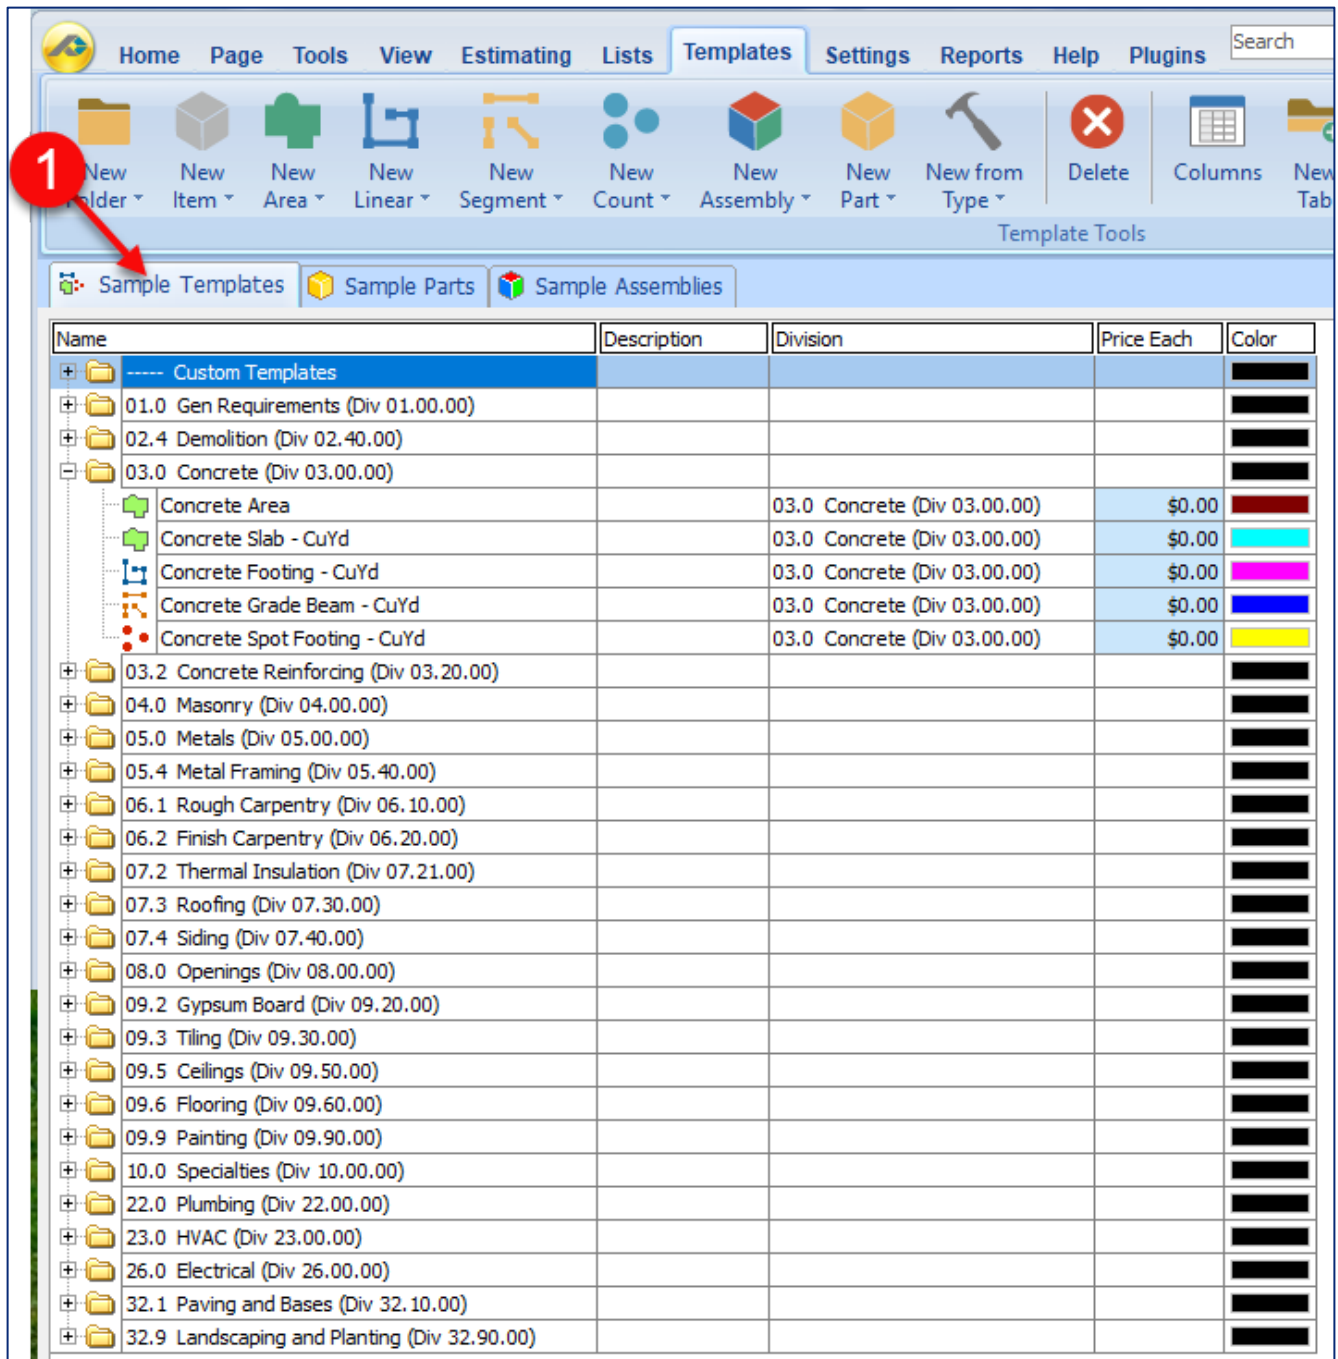 Home Page Tools View Estimating Lists Templates Settings Reports Help Plugins Search
1
New Folder New Item New Area New Linear New Segment New Count New Assembly New Part New from Type Delete Columns New Tab
Template Tools
Sample Templates Sample Parts Sample Assemblies
Name Description Division Price Each Color
----- Custom Templates
01.0 Gen Requirements (Div 01.00.00)
02.4 Demolition (Div 02.40.00)
03.0 Concrete (Div 03.00.00)
Concrete Area 03.0 Concrete (Div 03.00.00) $0.00
Concrete Slab - CuYd 03.0 Concrete (Div 03.00.00) $0.00
Concrete Footing - CuYd 03.0 Concrete (Div 03.00.00) $0.00
Concrete Grade Beam - CuYd 03.0 Concrete (Div 03.00.00) $0.00
Concrete Spot Footing - CuYd 03.0 Concrete (Div 03.00.00) $0.00
03.2 Concrete Reinforcing (Div 03.20.00)
04.0 Masonry (Div 04.00.00)
05.0 Metals (Div 05.00.00)
05.4 Metal Framing (Div 05.40.00)
06.1 Rough Carpentry (Div 06.10.00)
06.2 Finish Carpentry (Div 06.20.00)
07.2 Thermal Insulation (Div 07.21.00)
07.3 Roofing (Div 07.30.00)
07.4 Siding (Div 07.40.00)
08.0 Openings (Div 08.00.00)
09.2 Gypsum Board (Div 09.20.00)
09.3 Tiling (Div 09.30.00)
09.5 Ceilings (Div 09.50.00)
09.6 Flooring (Div 09.60.00)
09.9 Painting (Div 09.90.00)
10.0 Specialties (Div 10.00.00)
22.0 Plumbing (Div 22.00.00)
23.0 HVAC (Div 23.00.00)
26.0 Electrical (Div 26.00.00)
32.1 Paving and Bases (Div 32.10.00)
32.9 Landscaping and Planting (Div 32.90.00)